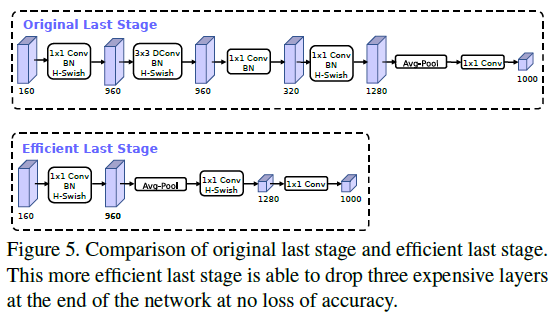 Original Last Stage
1x1 Conv
BN
H-Swish
3x3 DConv
BN
H-Swish
1x1 Conv
BN
1x1 Conv
BN
H-Swish
Avg-Pool
1x1 Conv
160
960
960
320
1280
1000
Efficient Last Stage
1x1 Conv
BN
H-Swish
Avg-Pool
1x1 Conv
H-Swish
1x1 Conv
160
960
1280
1000
Figure 5. Comparison of original last stage and efficient last stage.
This more efficient last stage is able to drop three expensive layers
at the end of the network at no loss of accuracy.